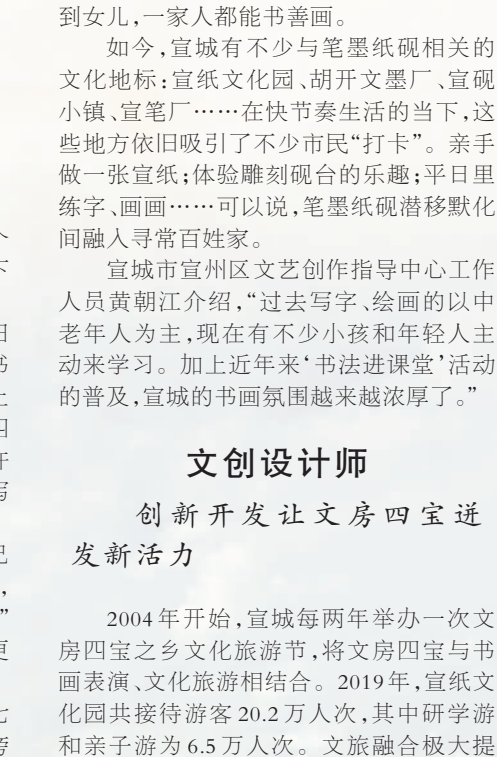 到女儿,一家人都能书善画。
如今,宣城有不少与笔墨纸砚相关的
文化地标:宣纸文化园、胡开文墨厂、宣砚
小镇、宣笔厂……在快节奏生活的当下,这
些地方依旧吸引了不少市民“打卡”。亲手
做一张宣纸;体验雕刻砚台的乐趣;平日里
练字、画画……可以说,笔墨纸砚潜移默化
间融入寻常百姓家。
宣城市宣州区文艺创作指导中心工作
人员黄朝江介绍,“过去写字、绘画的以中
老年人为主,现在有不少小孩和年轻人主
动来学习。加上近年来‘书法进课堂’活动
的普及,宣城的书画氛围越来越浓厚了。”
文创设计师
创新开发让文房四宝迸
发新活力
2004年开始,宣城每两年举办一次文
房四宝之乡文化旅游节,将文房四宝与书
画表演、文化旅游相结合。2019年,宣纸文
化园共接待游客20.2万人次,其中研学游
和亲子游为6.5万人次。文旅融合极大提